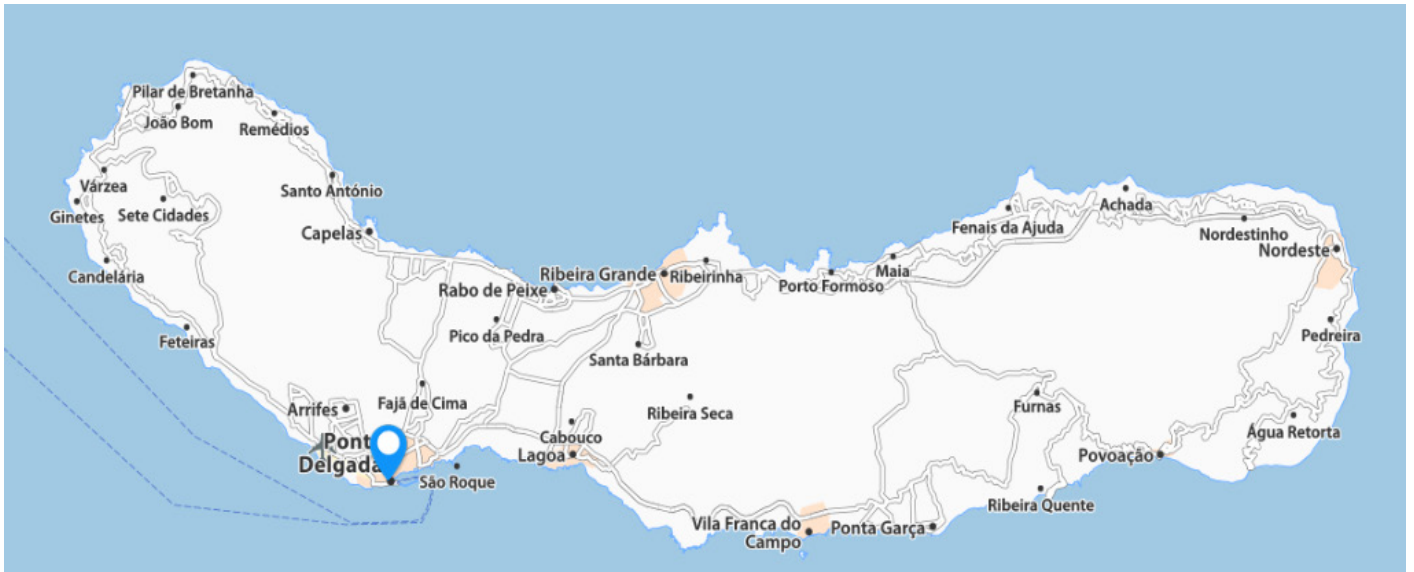 Pilar de Bretanha
João Bom
Remédios
Várzea
Santo António
Ginetes
Sete Cidades
Capelas
Candelária
Feteiras
Arrifes
Fajã de Cima
Pont
Delgada
São Roque
Rabo de Peixe
Pico da Pedra
Ribeira Grande
Ribeirinha
Santa Bárbara
Ribeira Seca
Cabouco
Lagoa
Porto Formoso
Maia
Fenais da Ajuda
Achada
Nordestinho
Nordeste
Pedreira
Furnas
Água Retorta
Povoação
Ribeira Quente
Vila Franca do
Campo
Ponta Garça